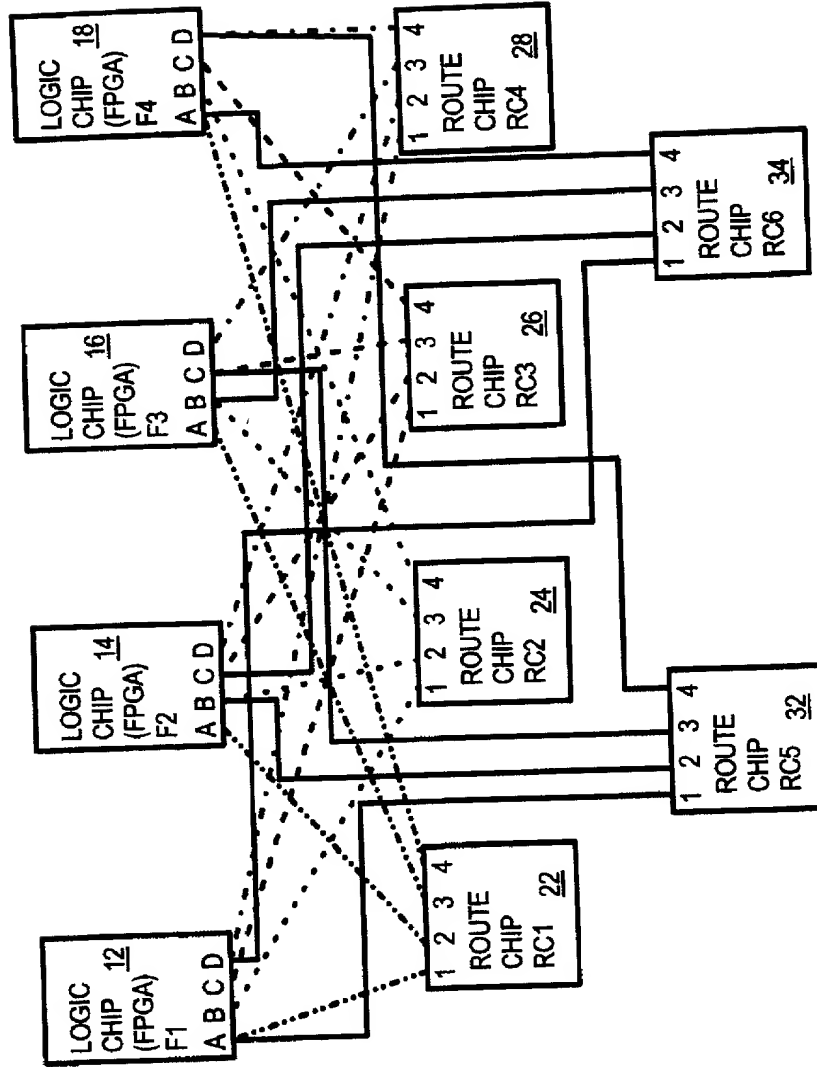 LOGIC
CHIP 12
(FPGA)
F1
A B C D
LOGIC
CHIP 14
(FPGA)
F2
A B C D
LOGIC
CHIP 16
(FPGA)
F3
A B C D
LOGIC
CHIP 18
(FPGA)
F4
A B C D
1 2 3 4
ROUTE
CHIP
RC1 22
1 2 3 4
ROUTE
CHIP
RC2 24
1 2 3 4
ROUTE
CHIP
RC3 26
1 2 3 4
ROUTE
CHIP
RC4 28
1 2 3 4
ROUTE
CHIP
RC5 32
1 2 3 4
ROUTE
CHIP
RC6 34